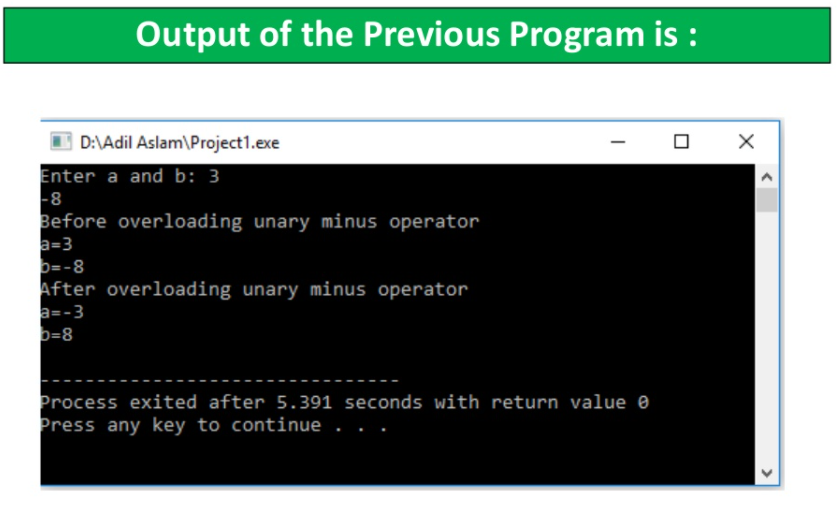 Output of the Previous Program is :
D:\Adil Aslam\Project1.exe
Enter a and b: 3
-8
Before overloading unary minus operator
a=3
b=-8
After overloading unary minus operator
a=-3
b=8
--------------------------------
Process exited after 5.391 seconds with return value 0
Press any key to continue . . .